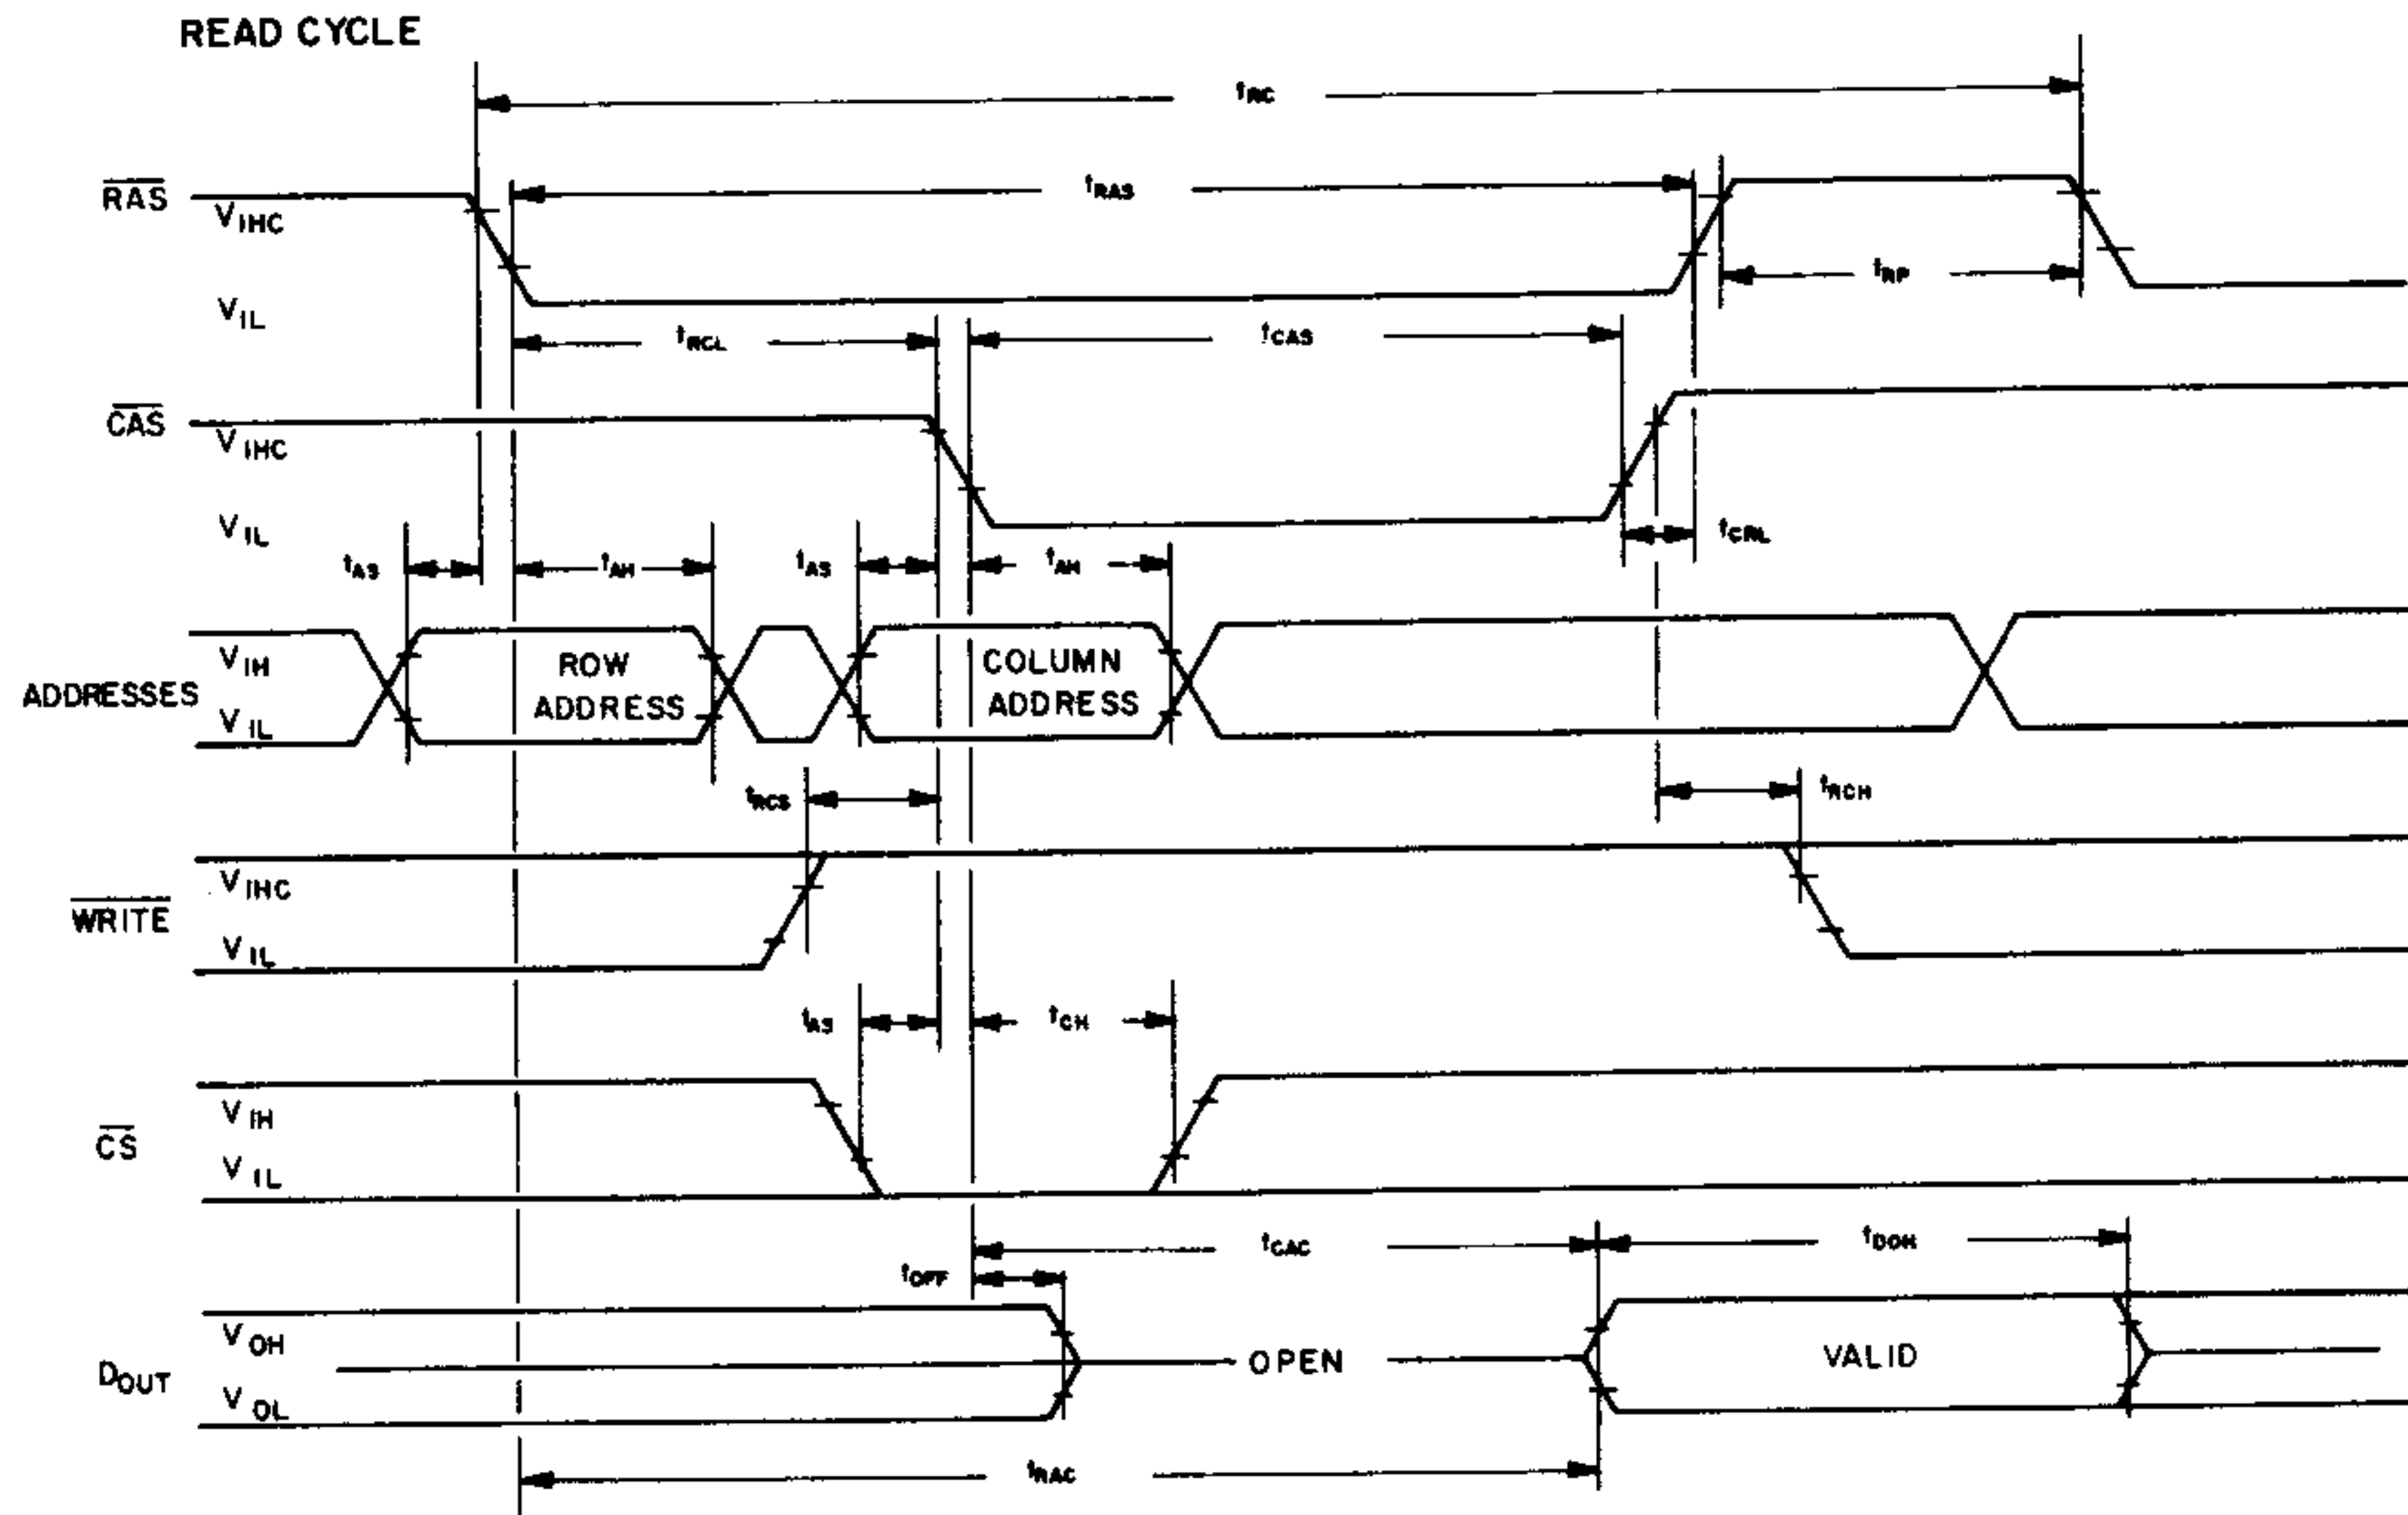 READ CYCLE
tRC
RAS
VIHC
tRAS
tRP
VIL
tRCL
tCAS
CAS
VIHC
VIL
tCRL
tAS
tAH
tAS
tAH
ADDRESSES
VIH
VIL
ROW
ADDRESS
COLUMN
ADDRESS
tRCS
tRCH
WRITE
VIHC
VIL
tAS
tCH
CS
VIH
VIL
tCAC
tDOH
tOFF
DOUT
VOH
VOL
OPEN
VALID
tRAC